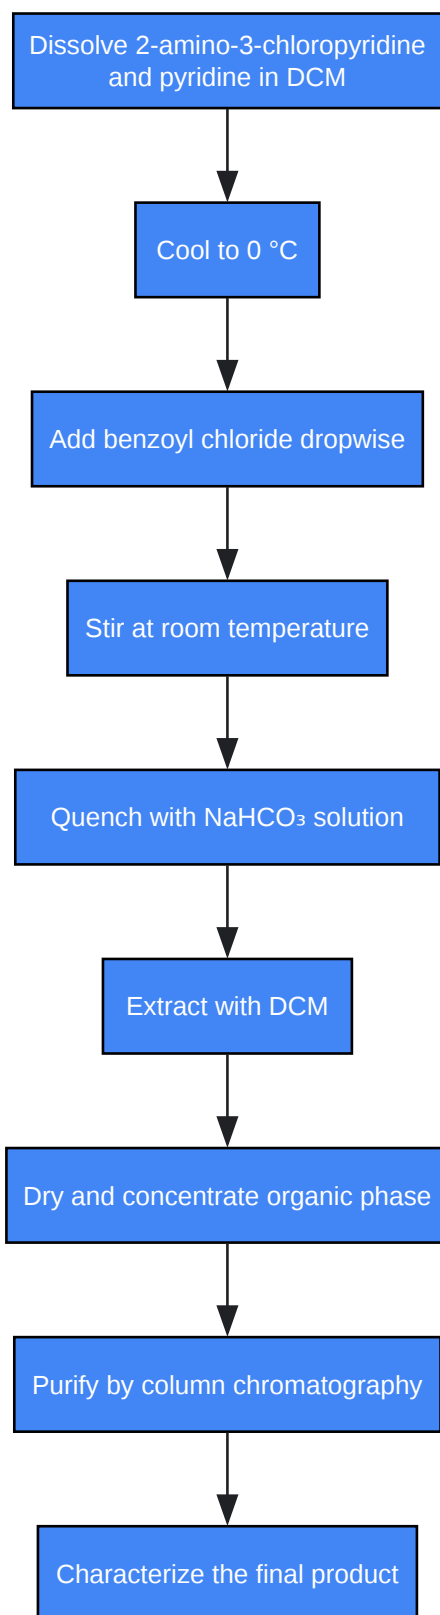 Dissolve 2-amino-3-chloropyridine
and pyridine in DCM
Cool to 0 °C
Add benzoyl chloride dropwise
Stir at room temperature
Quench with NaHCO₃ solution
Extract with DCM
Dry and concentrate organic phase
Purify by column chromatography
Characterize the final product